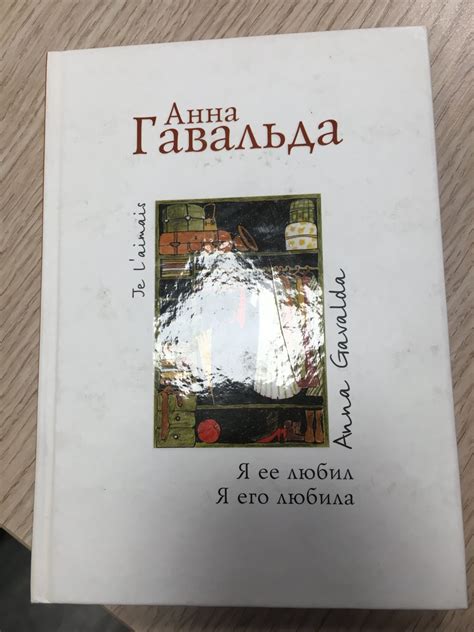 Анна
Гавальда
Je l'aimais
Anna Gavalda
Я ее любил
Я его любила